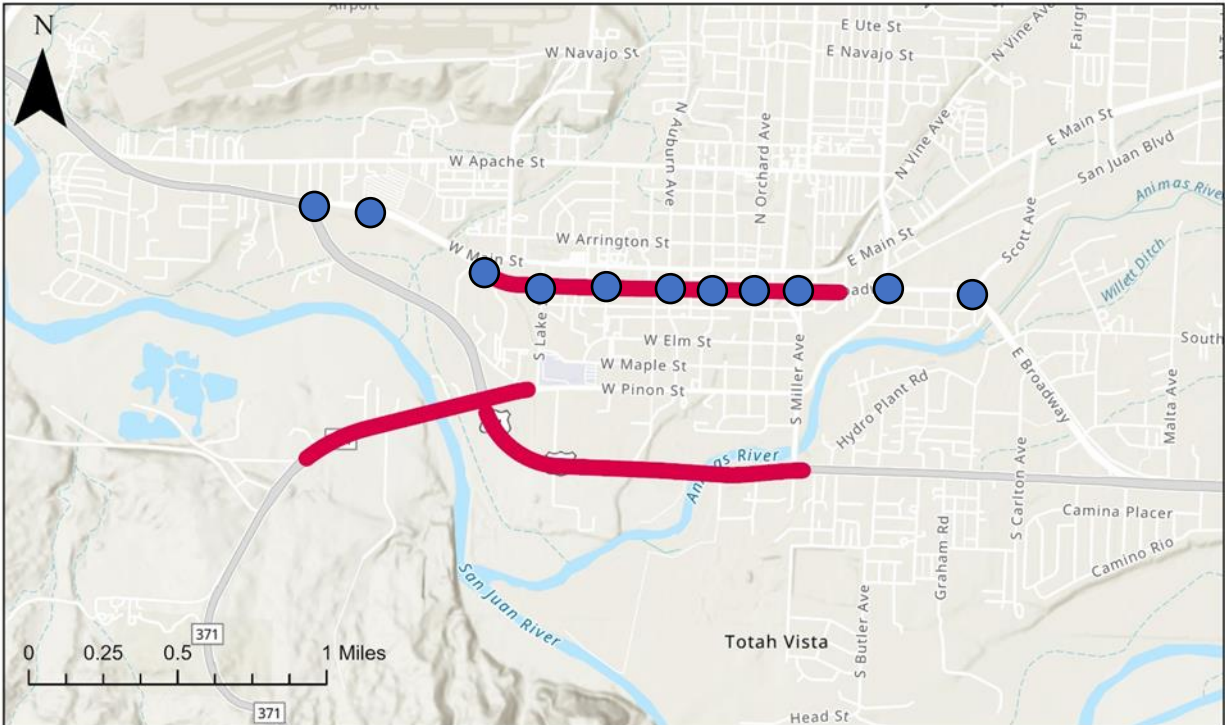 Airport
N
E Ute St
N Vine Ave
Fairgr
W Navajo St
E Navajo St
N Auburn Ave
N Orchard Ave
N Vine Ave
E Main St
San Juan Blvd
W Apache St
Animas River
Scott Ave
W Arrington St
E Main St
W Main St
Willett Ditch
S Lake
W Elm St
South
W Maple St
W Pinon St
S Miller Ave
E Broadway
Malta Ave
Hydro Plant Rd
S Carlton Ave
Camina Placer
Graham Rd
Camino Rio
San Juan River
S Butler Ave
371
Totah Vista
0 0.25 0.5 1 Miles
371
Head St